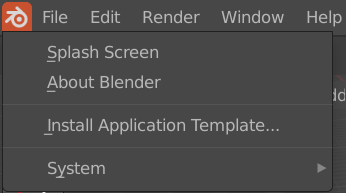 File Edit Render Window Help
Splash Screen
About Blender
Install Application Template...
System